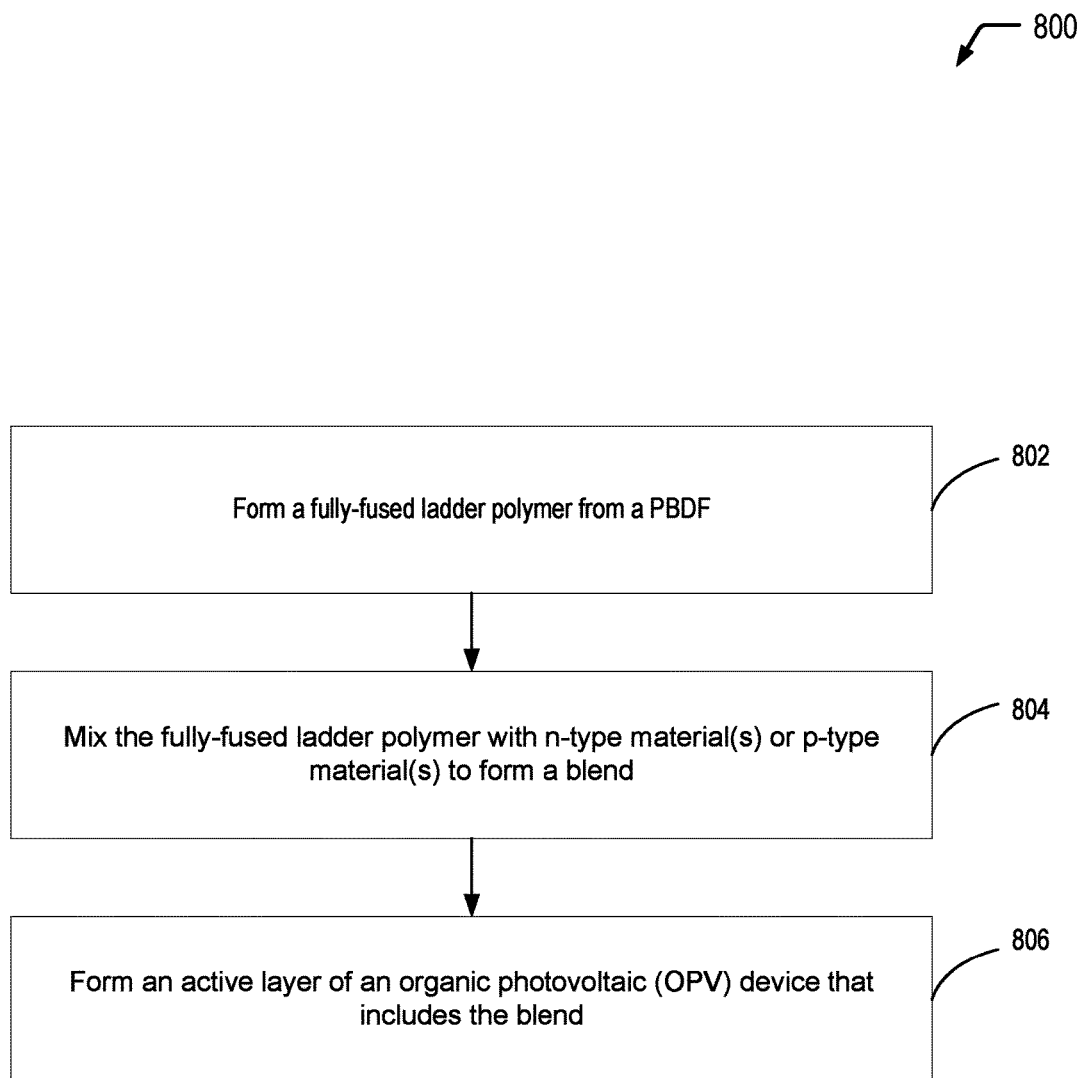 800
802
Form a fully-fused ladder polymer from a PBDF
804
Mix the fully-fused ladder polymer with n-type material(s) or p-type
material(s) to form a blend
806
Form an active layer of an organic photovoltaic (OPV) device that
includes the blend